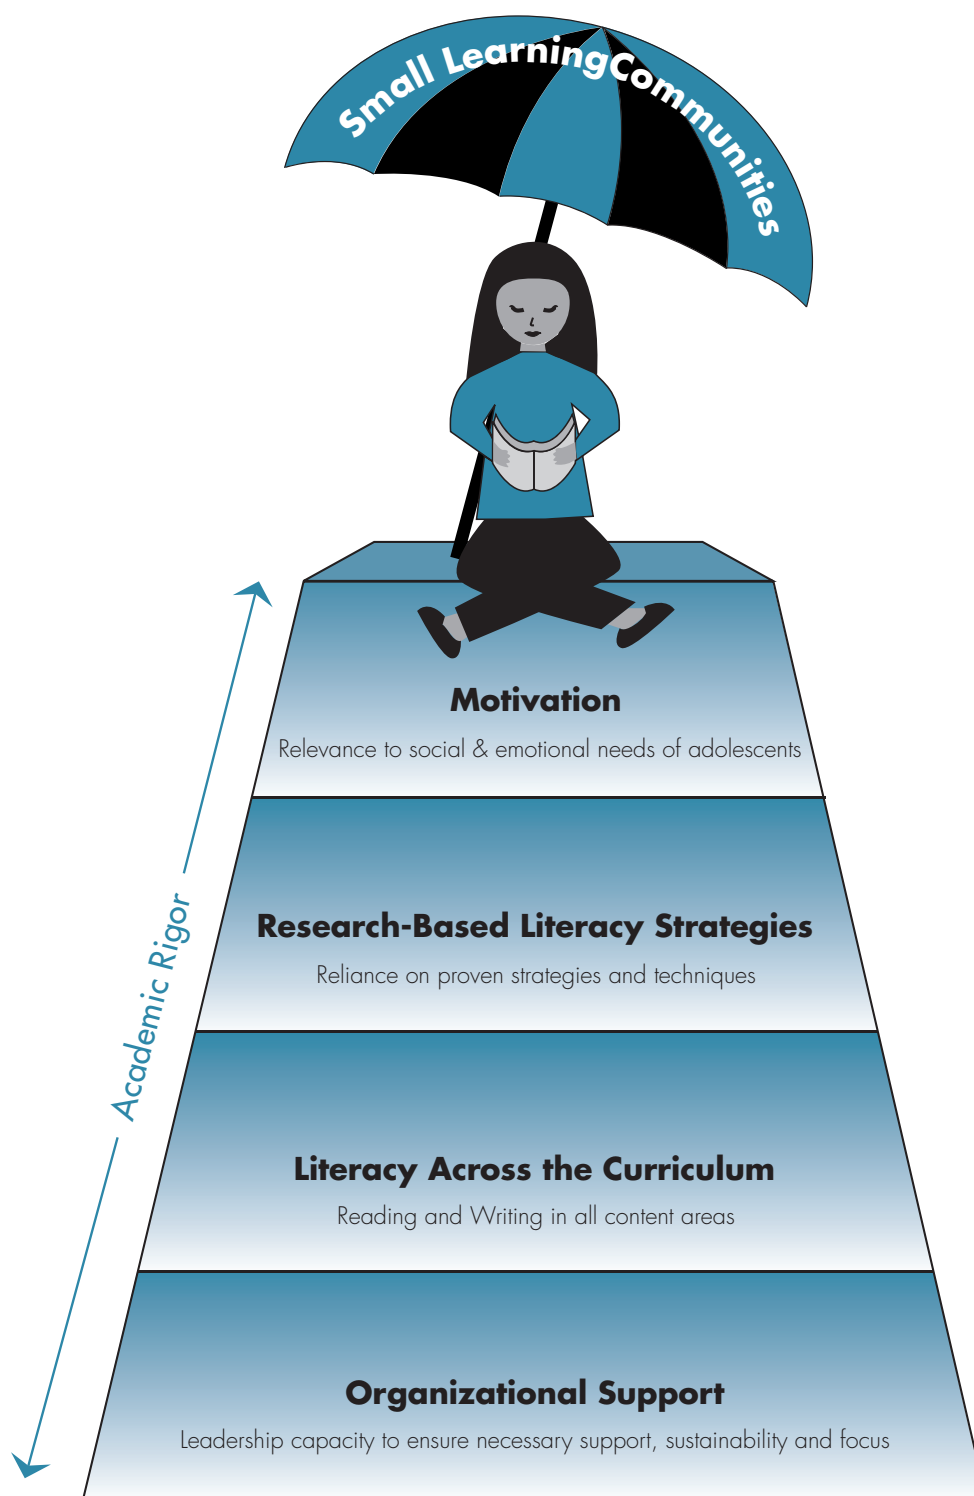 Small Learning Communities
Motivation
Relevance to social & emotional needs of adolescents
Academic Rigor
Research-Based Literacy Strategies
Reliance on proven strategies and techniques
Literacy Across the Curriculum
Reading and Writing in all content areas
Organizational Support
Leadership capacity to ensure necessary support, sustainability and focus